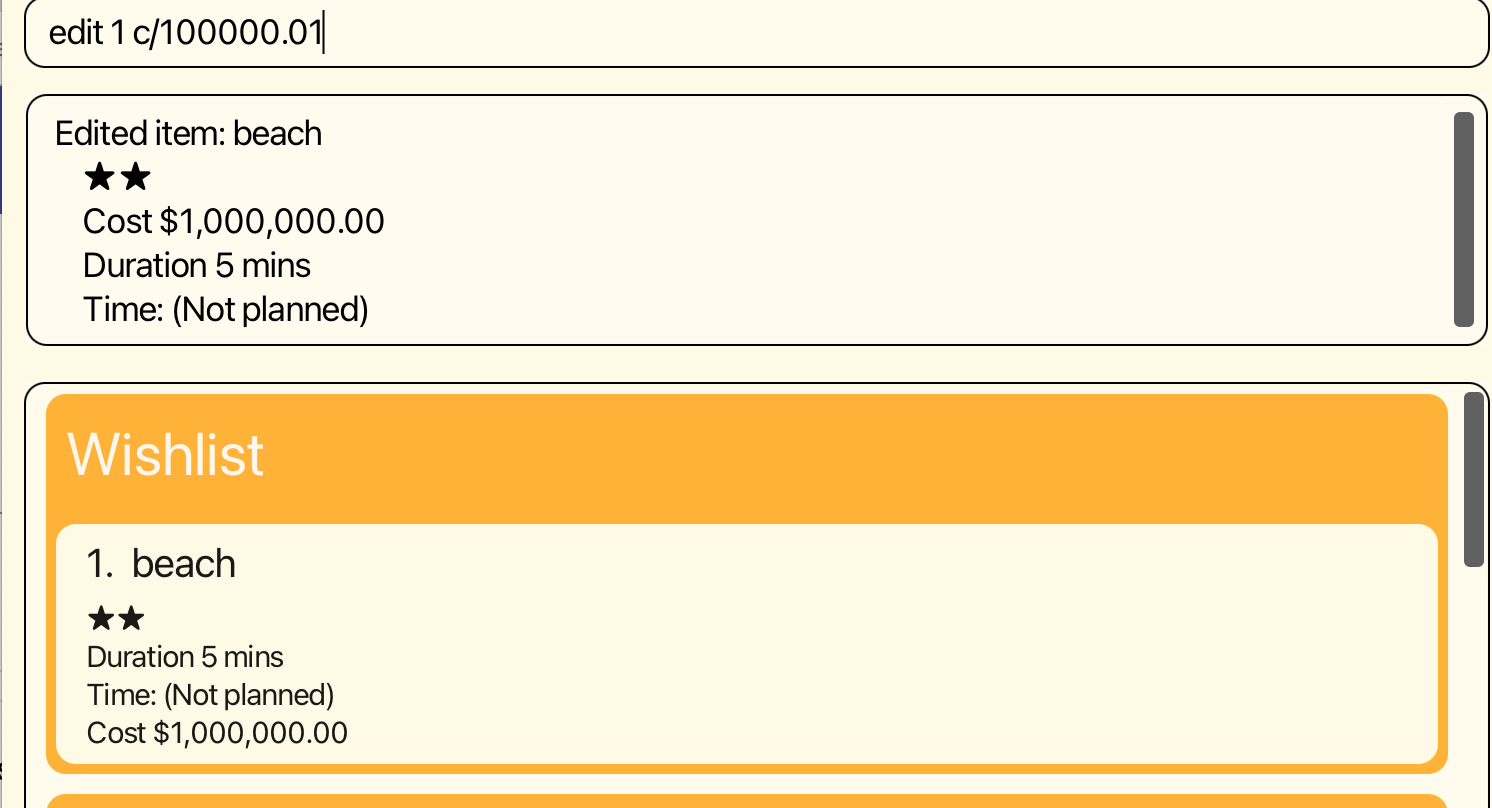 edit 1 c/100000.01
Edited item: beach
★★
Cost $1,000,000.00
Duration 5 mins
Time: (Not planned)
Wishlist
1. beach
★★
Duration 5 mins
Time: (Not planned)
Cost $1,000,000.00